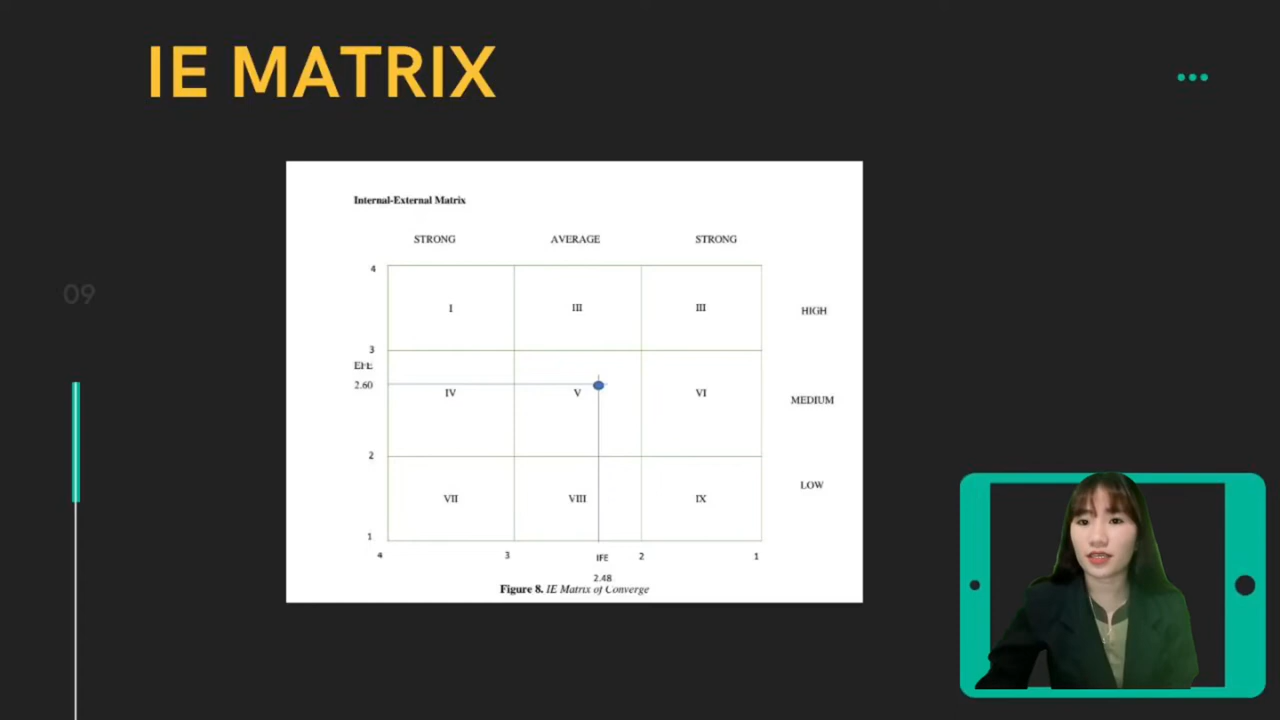 IE MATRIX
Internal-External Matrix
STRONG AVERAGE STRONG
4
I III III HIGH
3
EFE
2.60
IV V VI MEDIUM
2
VII VIII IX LOW
1
4 3 IFE 2 1
2.48
Figure 8. IE Matrix of Converge
09